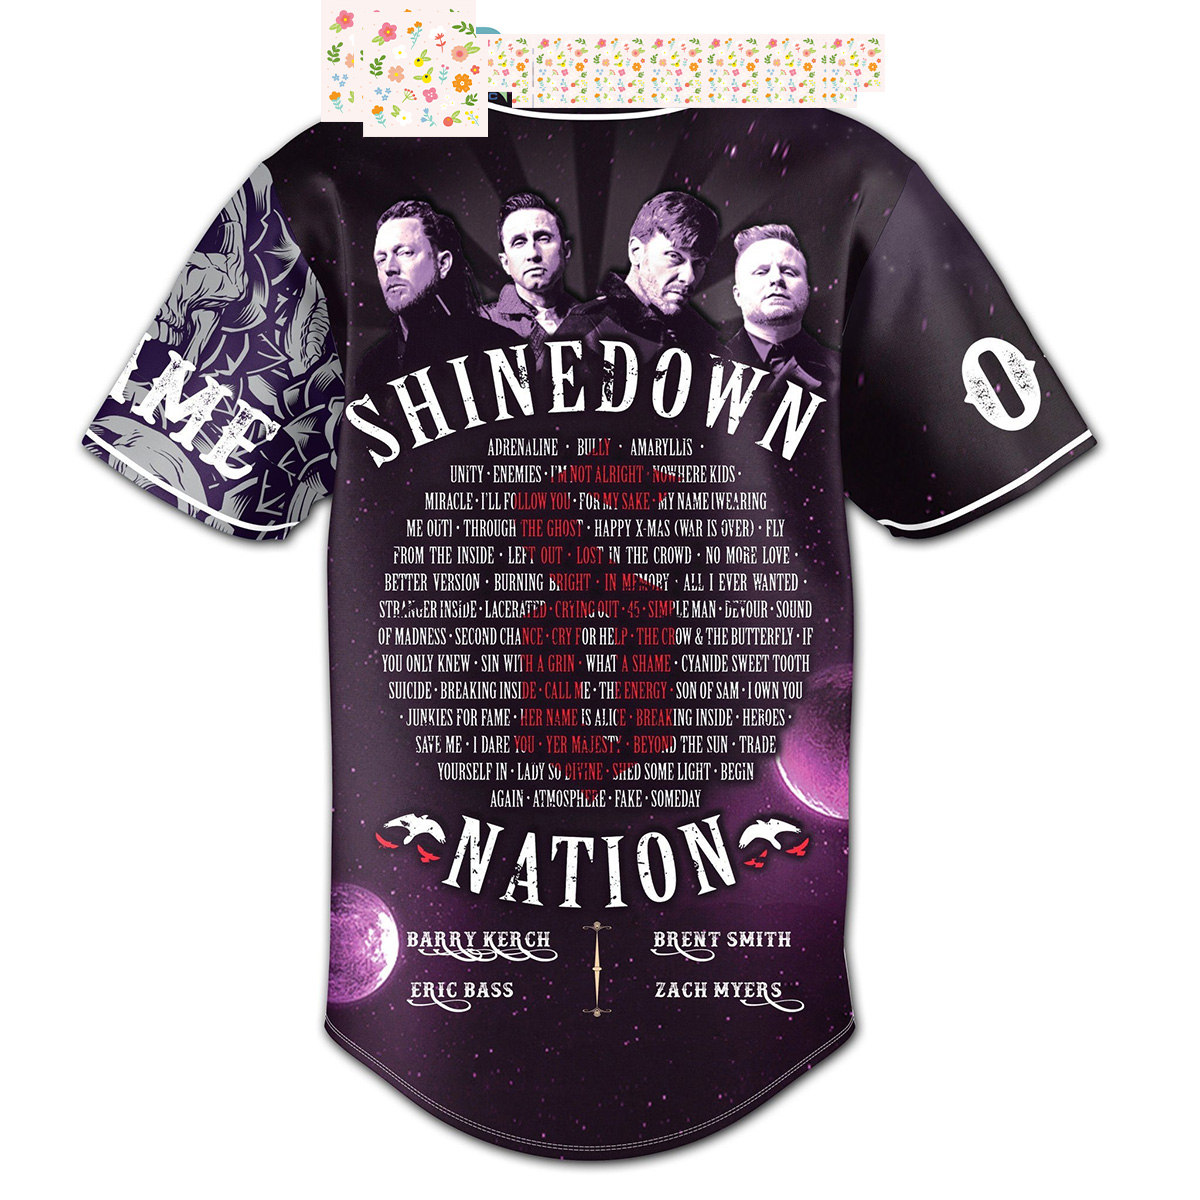 SHINEDOWN
ADRENALINE · BULLY · AMARYLLIS ·
UNITY · ENEMIES · I'M NOT ALRIGHT · NOWHERE KIDS ·
MIRACLE · I'LL FOLLOW YOU · FOR MY SAKE · MY NAME (WEARING
ME OUT) · THROUGH THE GHOST · HAPPY X-MAS (WAR IS OVER) · FLY
FROM THE INSIDE · LEFT OUT · LOST IN THE CROWD · NO MORE LOVE ·
BETTER VERSION · BURNING BRIGHT · IN MEMORY · ALL I EVER WANTED ·
STRANGER INSIDE · LACERATED · CRYING OUT · 45 · SIMPLE MAN · DEVOUR · SOUND
OF MADNESS · SECOND CHANCE · CRY FOR HELP · THE CROW & THE BUTTERFLY · IF
YOU ONLY KNEW · SIN WITH A GRIN · WHAT A SHAME · CYANIDE SWEET TOOTH
SUICIDE · BREAKING INSIDE · CALL ME · THE ENERGY · SON OF SAM · I OWN YOU
· JUNKIES FOR FAME · HER NAME IS ALICE · BREAKING INSIDE · HEROES ·
SAVE ME · I DARE YOU · YER MAJESTY · BEYOND THE SUN · TRADE
YOURSELF IN · LADY SO DIVINE · SHED SOME LIGHT · BEGIN
AGAIN · ATMOSPHERE · FAKE · SOMEDAY
NATION
BARRY KERCH
BRENT SMITH
ERIC BASS
ZACH MYERS
O